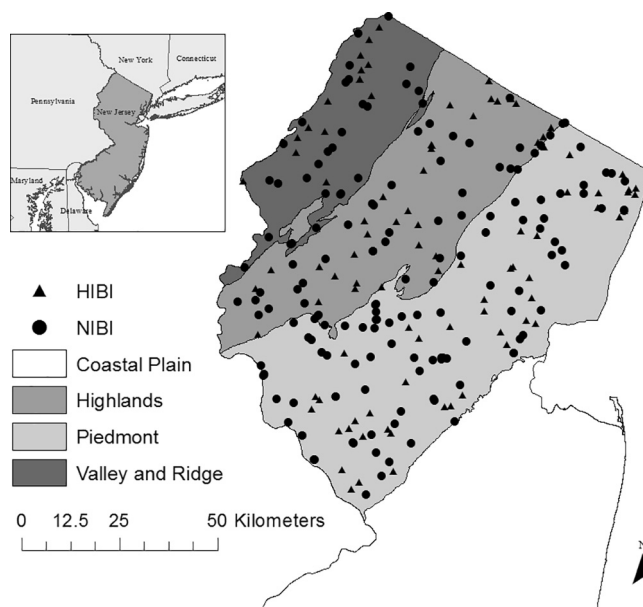 New York
Connecticut
Pennsylvania
New Jersey
Maryland
Delaware
HIBI
NIBI
Coastal Plain
Highlands
Piedmont
Valley and Ridge
0 12.5 25 50 Kilometers
N